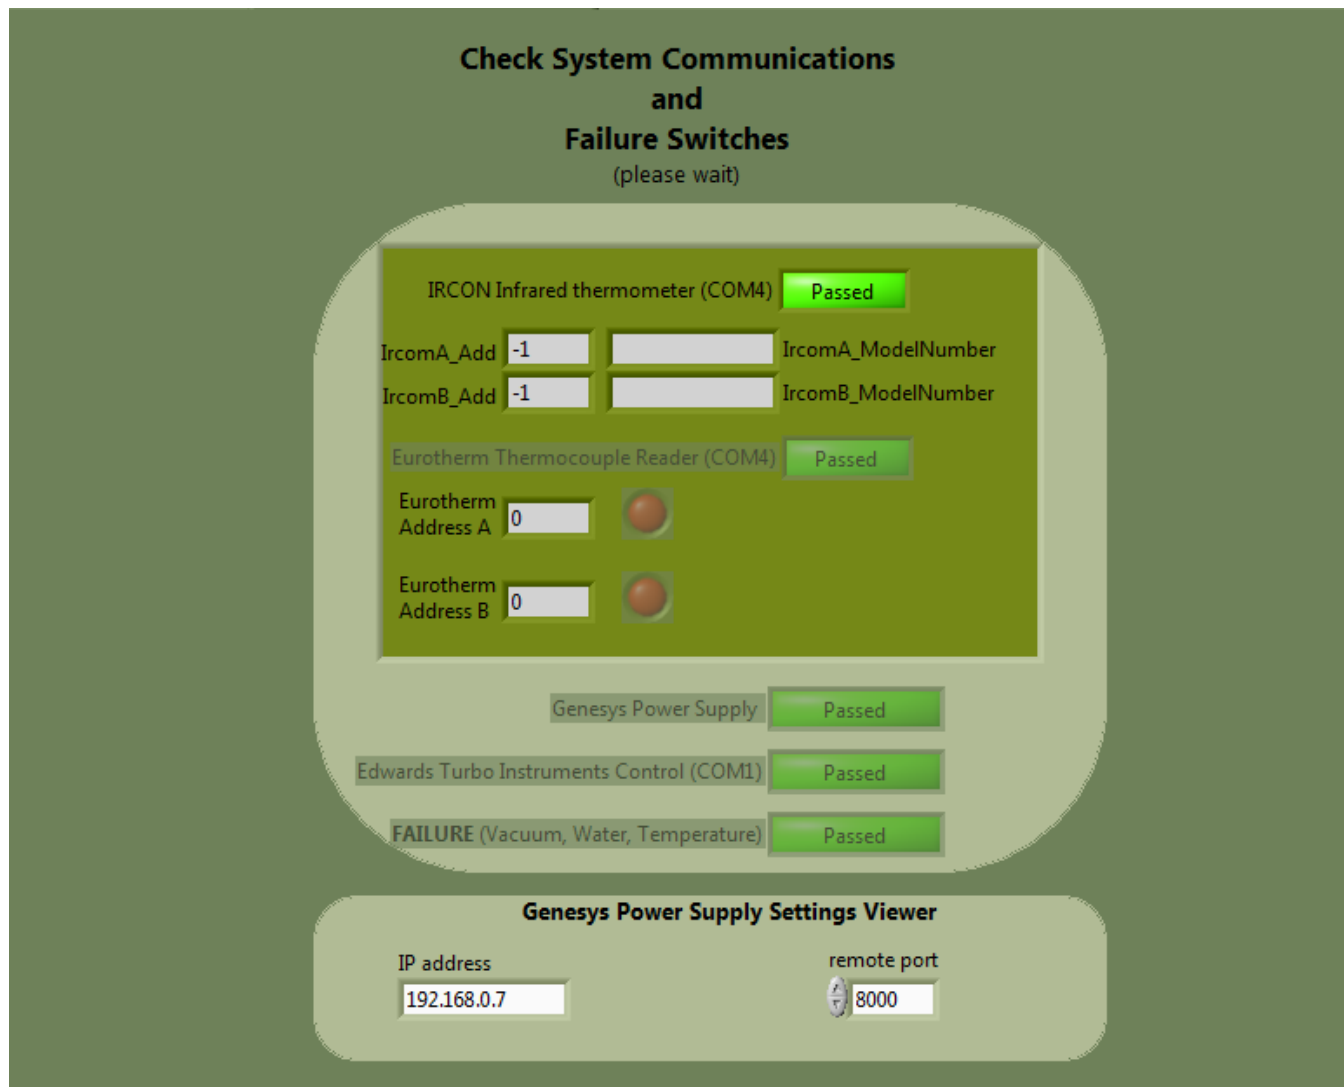 Check System Communications
and
Failure Switches
(please wait)
IRCON Infrared thermometer (COM4) Passed
IrcomA_Add -1 IrcomA_ModelNumber
IrcomB_Add -1 IrcomB_ModelNumber
Eurotherm Thermocouple Reader (COM4) Passed
Eurotherm
Address A 0
Eurotherm
Address B 0
Genesys Power Supply Passed
Edwards Turbo Instruments Control (COM1) Passed
FAILURE (Vacuum, Water, Temperature) Passed
Genesys Power Supply Settings Viewer
IP address remote port
192.168.0.7 8000